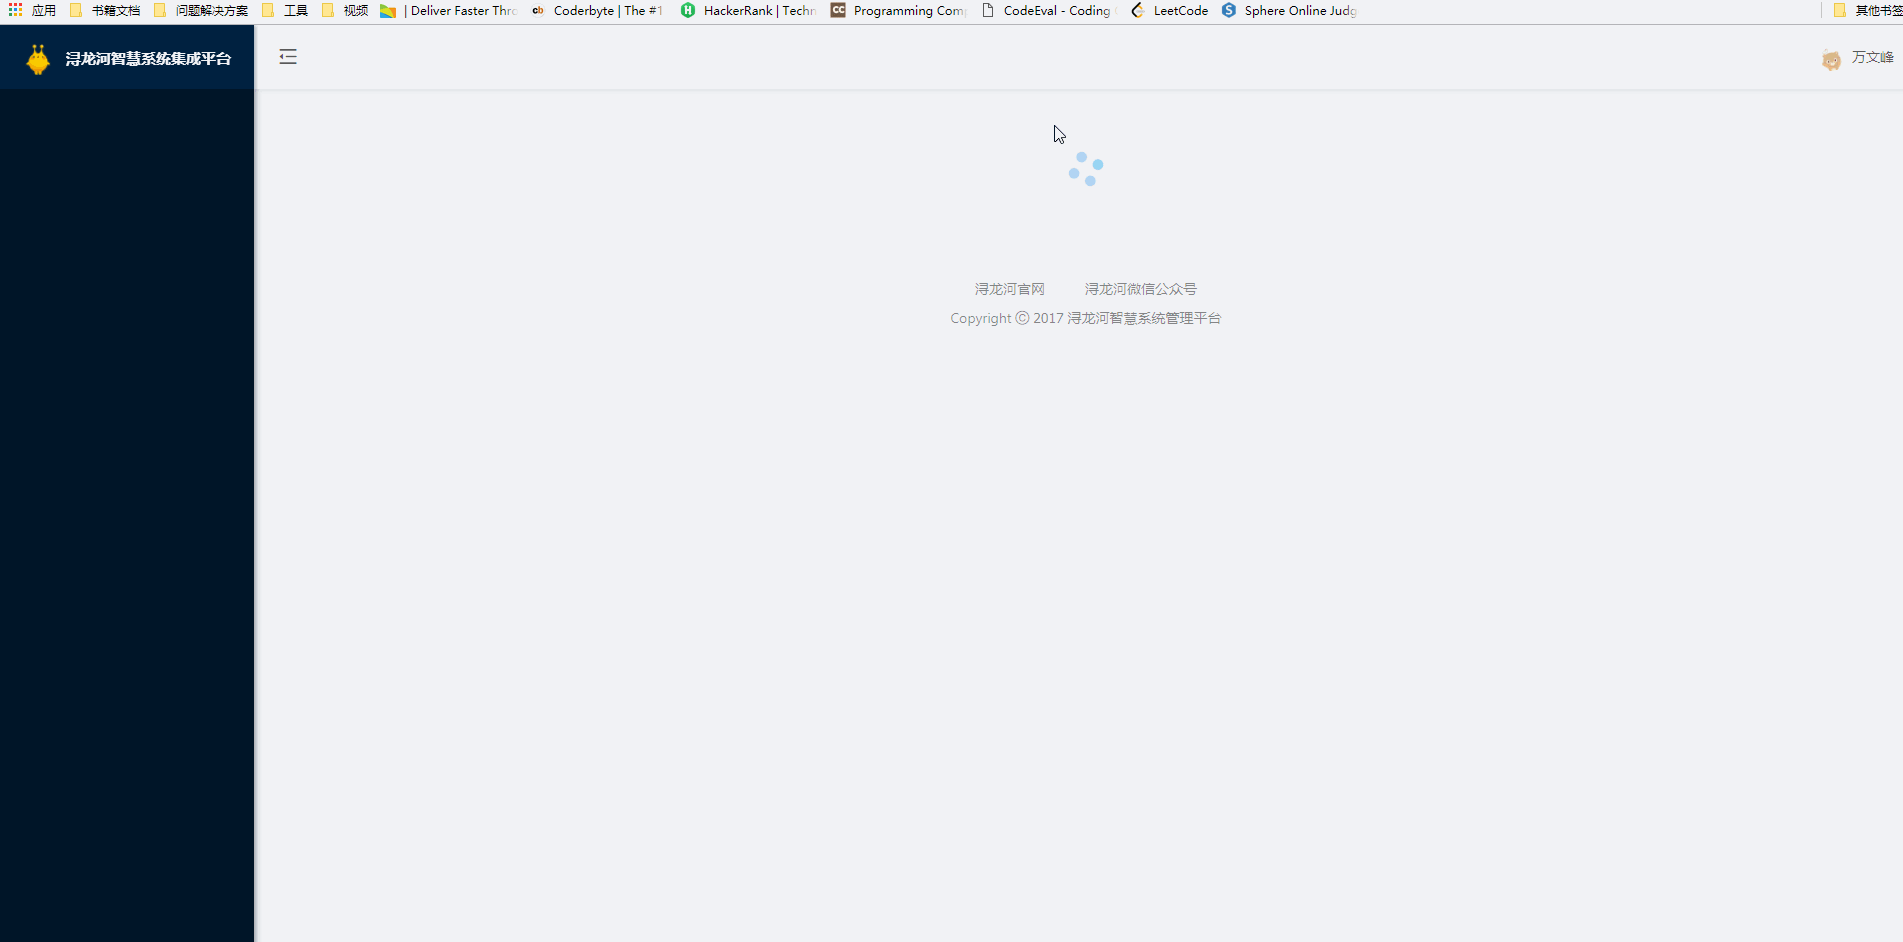 应用 书籍文档 问题解决方案 工具 视频 | Deliver Faster Thro Coderbyte | The #1 HackerRank | Techn Programming Com CodeEval - Coding LeetCode Sphere Online Judg 其他书签
浔龙河智慧系统集成平台
万文峰
浔龙河官网 浔龙河微信公众号
Copyright © 2017 浔龙河智慧系统管理平台